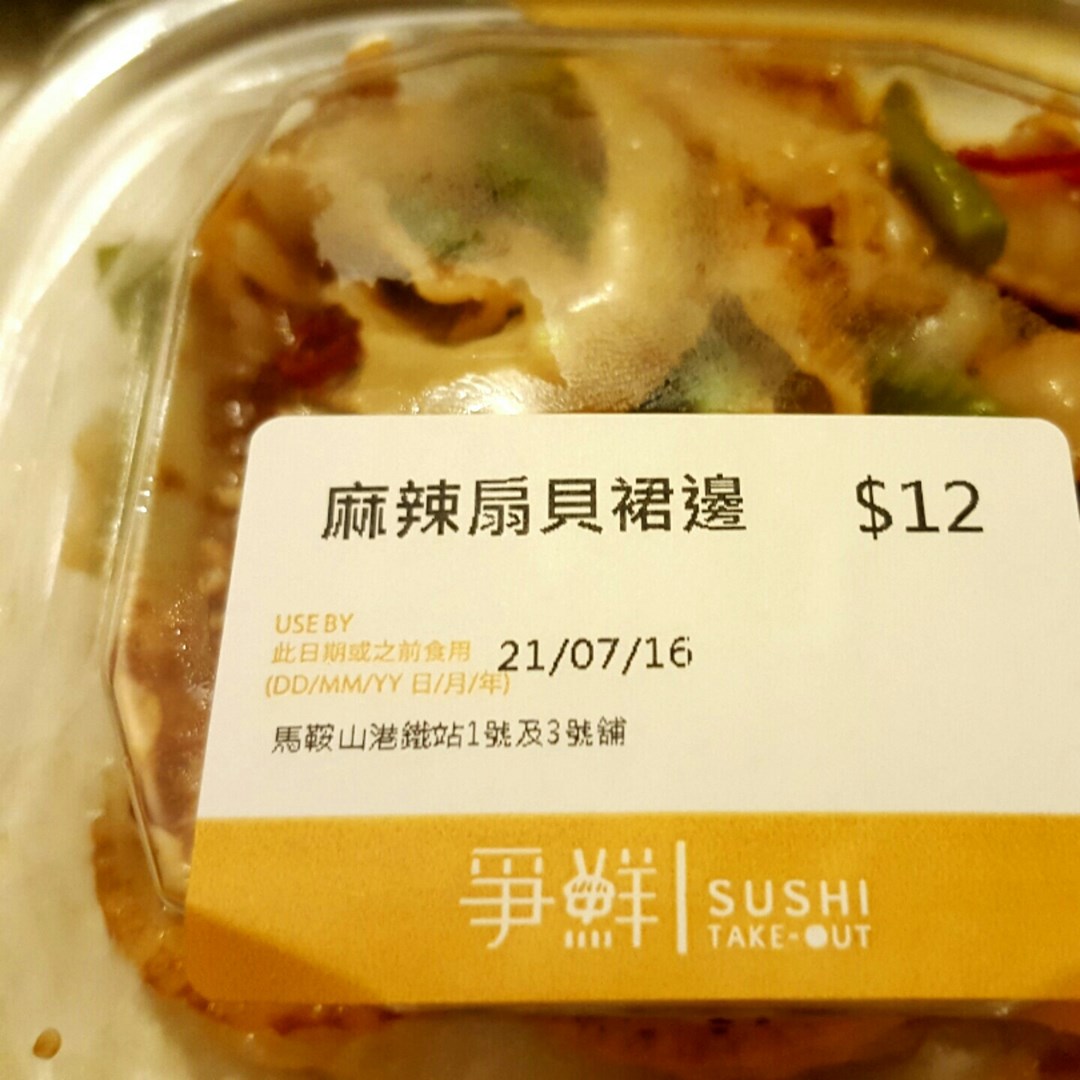 麻辣扇貝裙邊 $12
USE BY
此日期或之前食用 21/07/16
(DD/MM/YY 日/月/年)
馬鞍山港鐵站1號及3號舖
爭鮮 SUSHI
TAKE-OUT